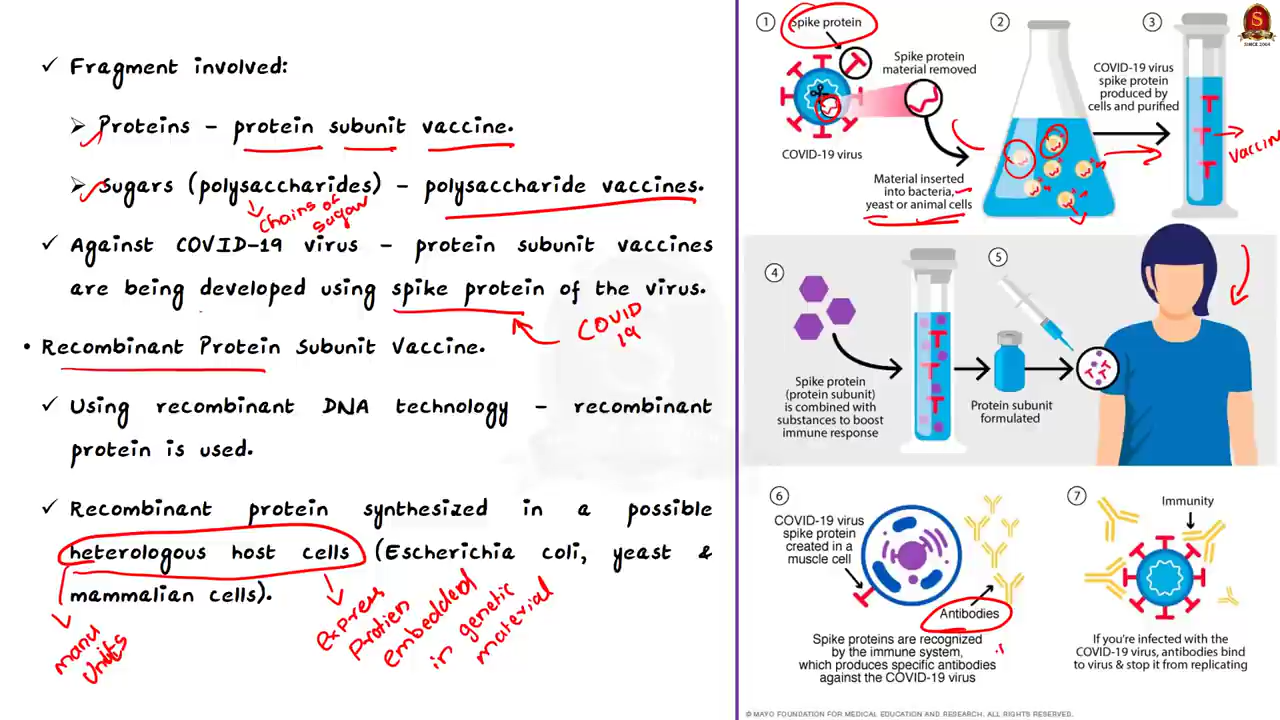 ✓ Fragment involved:
➢ Proteins – protein subunit vaccine.
➢ Sugars (polysaccharides) – polysaccharide vaccines.
chains of
sugar
✓ Against COVID-19 virus – protein subunit vaccines
are being developed using spike protein of the virus.
COVID
19
• Recombinant Protein Subunit Vaccine.
✓ Using recombinant DNA technology – recombinant
protein is used.
✓ Recombinant protein synthesized in a possible
heterologous host cells (Escherichia coli, yeast &
mammalian cells).
manu
units
express
protien
embedded
in genetic
material
1
Spike protein
Spike protein
material removed
COVID-19 virus
Material inserted
into bacteria,
yeast or animal cells
2
3
COVID-19 virus
spike protein
produced by
cells and purified
vaccin
S
SINCE 2004
4
Spike protein
(protein subunit)
is combined with
substances to boost
immune response
5
Protein subunit
formulated
6
COVID-19 virus
spike protein
created in a
muscle cell
Antibodies
Spike proteins are recognized
by the immune system,
which produces specific antibodies
against the COVID-19 virus
7
Immunity
If you're infected with the
COVID-19 virus, antibodies bind
to virus & stop it from replicating
© MAYO FOUNDATION FOR MEDICAL EDUCATION AND RESEARCH. ALL RIGHTS RESERVED.